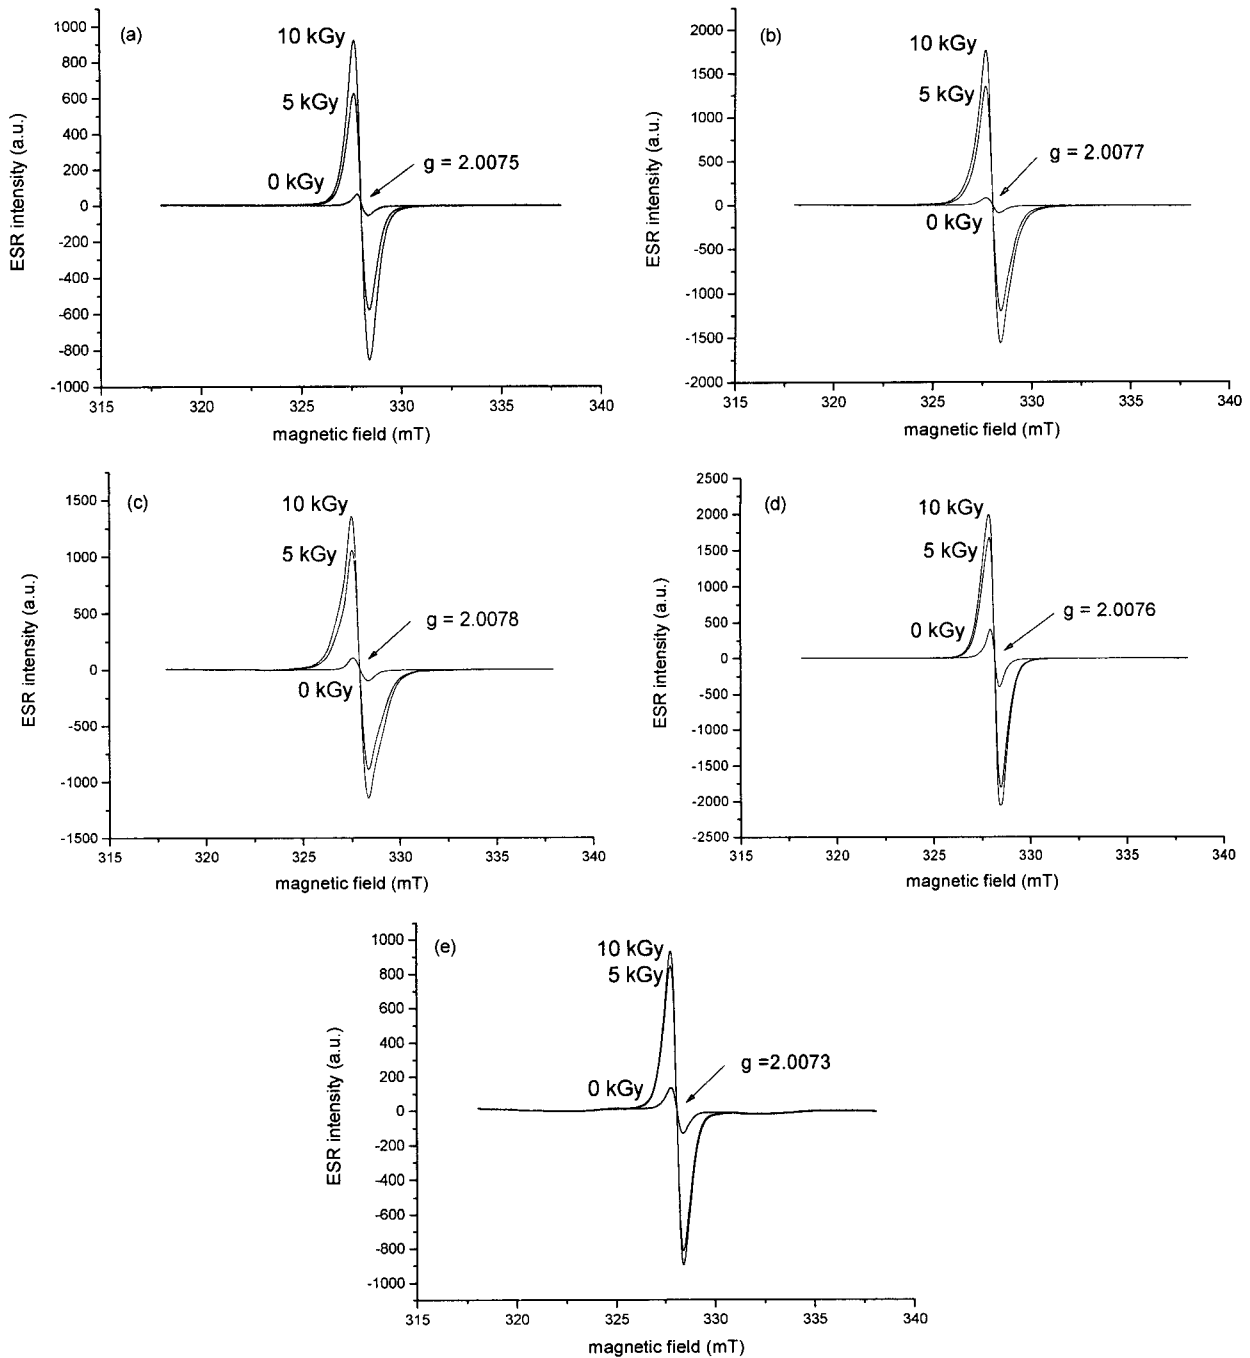 (a)
10 kGy
5 kGy
0 kGy
g = 2.0075
ESR intensity (a.u.)
1000
800
600
400
200
0
-200
-400
-600
-800
-1000
315 320 325 330 335 340
magnetic field (mT)
(b)
10 kGy
5 kGy
0 kGy
g = 2.0077
ESR intensity (a.u.)
2000
1500
1000
500
0
-500
-1000
-1500
-2000
315 320 325 330 335 340
magnetic field (mT)
(c)
10 kGy
5 kGy
0 kGy
g = 2.0078
ESR intensity (a.u.)
1500
1000
500
0
-500
-1000
-1500
315 320 325 330 335 340
magnetic field (mT)
(d)
10 kGy
5 kGy
0 kGy
g = 2.0076
ESR intensity (a.u.)
2500
2000
1500
1000
500
0
-500
-1000
-1500
-2000
-2500
315 320 325 330 335 340
magnetic field (mT)
(e)
10 kGy
5 kGy
0 kGy
g =2.0073
ESR intensity (a.u.)
1000
800
600
400
200
0
-200
-400
-600
-800
-1000
315 320 325 330 335 340
magnetic field (mT)